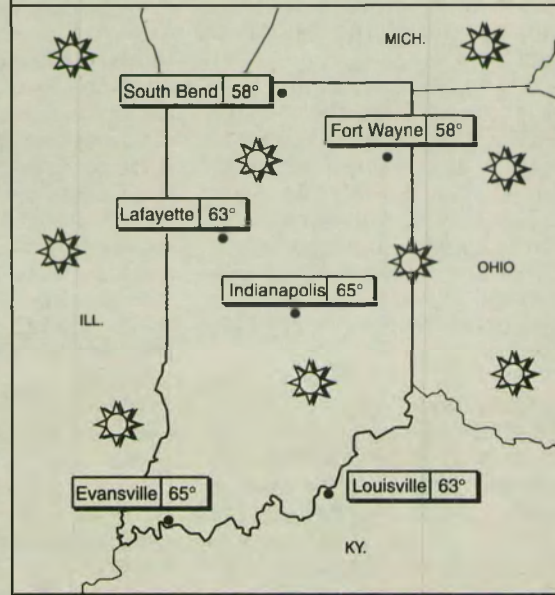 MICH.
South Bend 58°
Fort Wayne 58°
Lafayette 63°
OHIO
Indianapolis 65°
ILL.
Evansville 65°
Louisville 63°
KY.